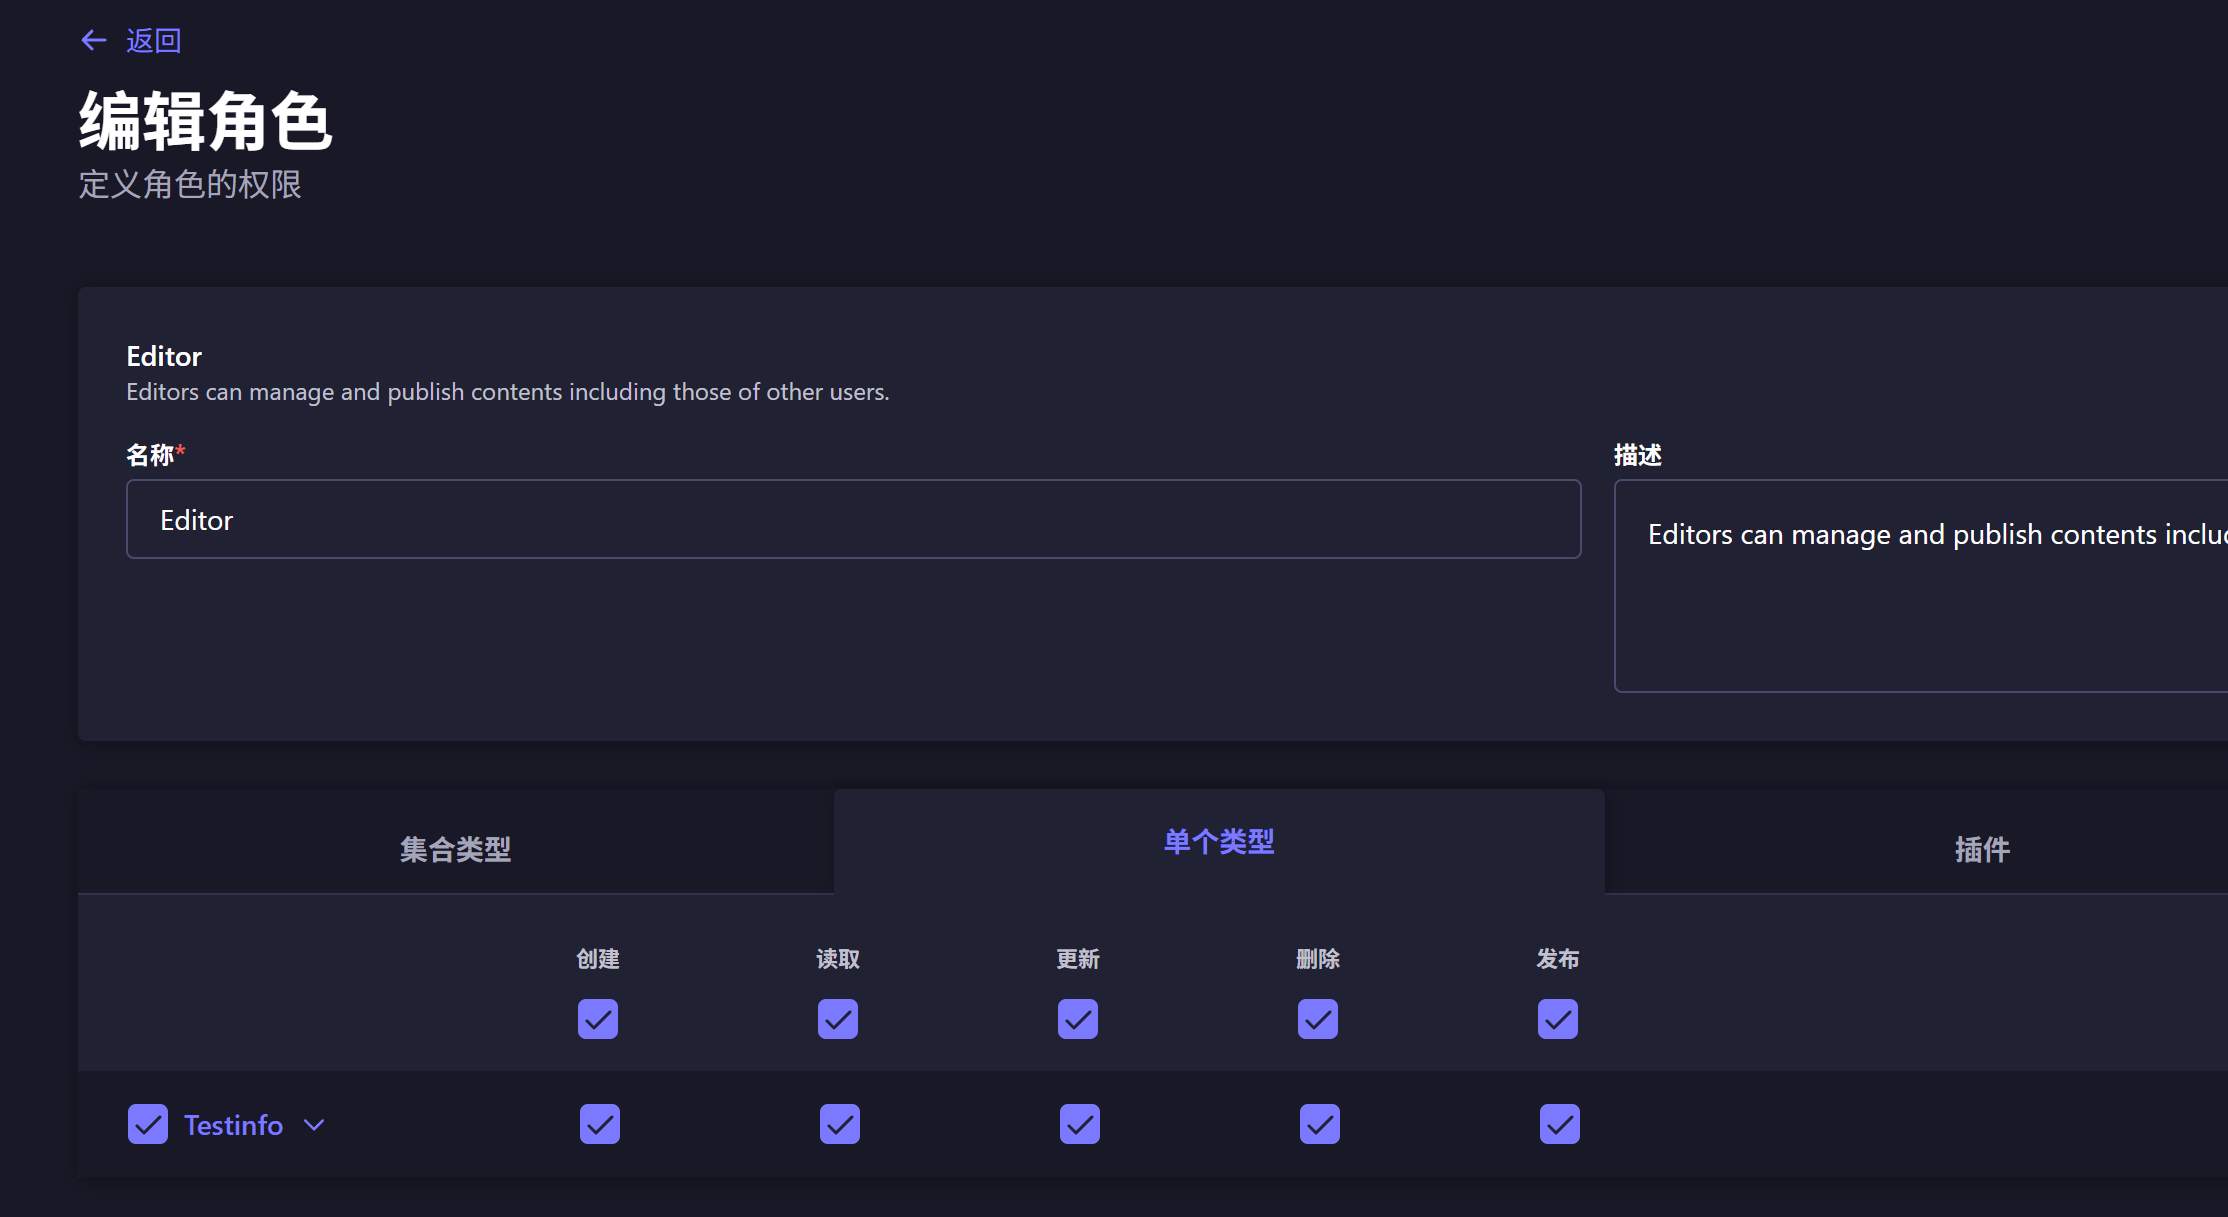 返回
编辑角色
定义角色的权限
Editor
Editors can manage and publish contents including those of other users.
名称*
描述
Editor
Editors can manage and publish contents
集合类型
单个类型
插件
创建 读取 更新 删除 发布
Testinfo